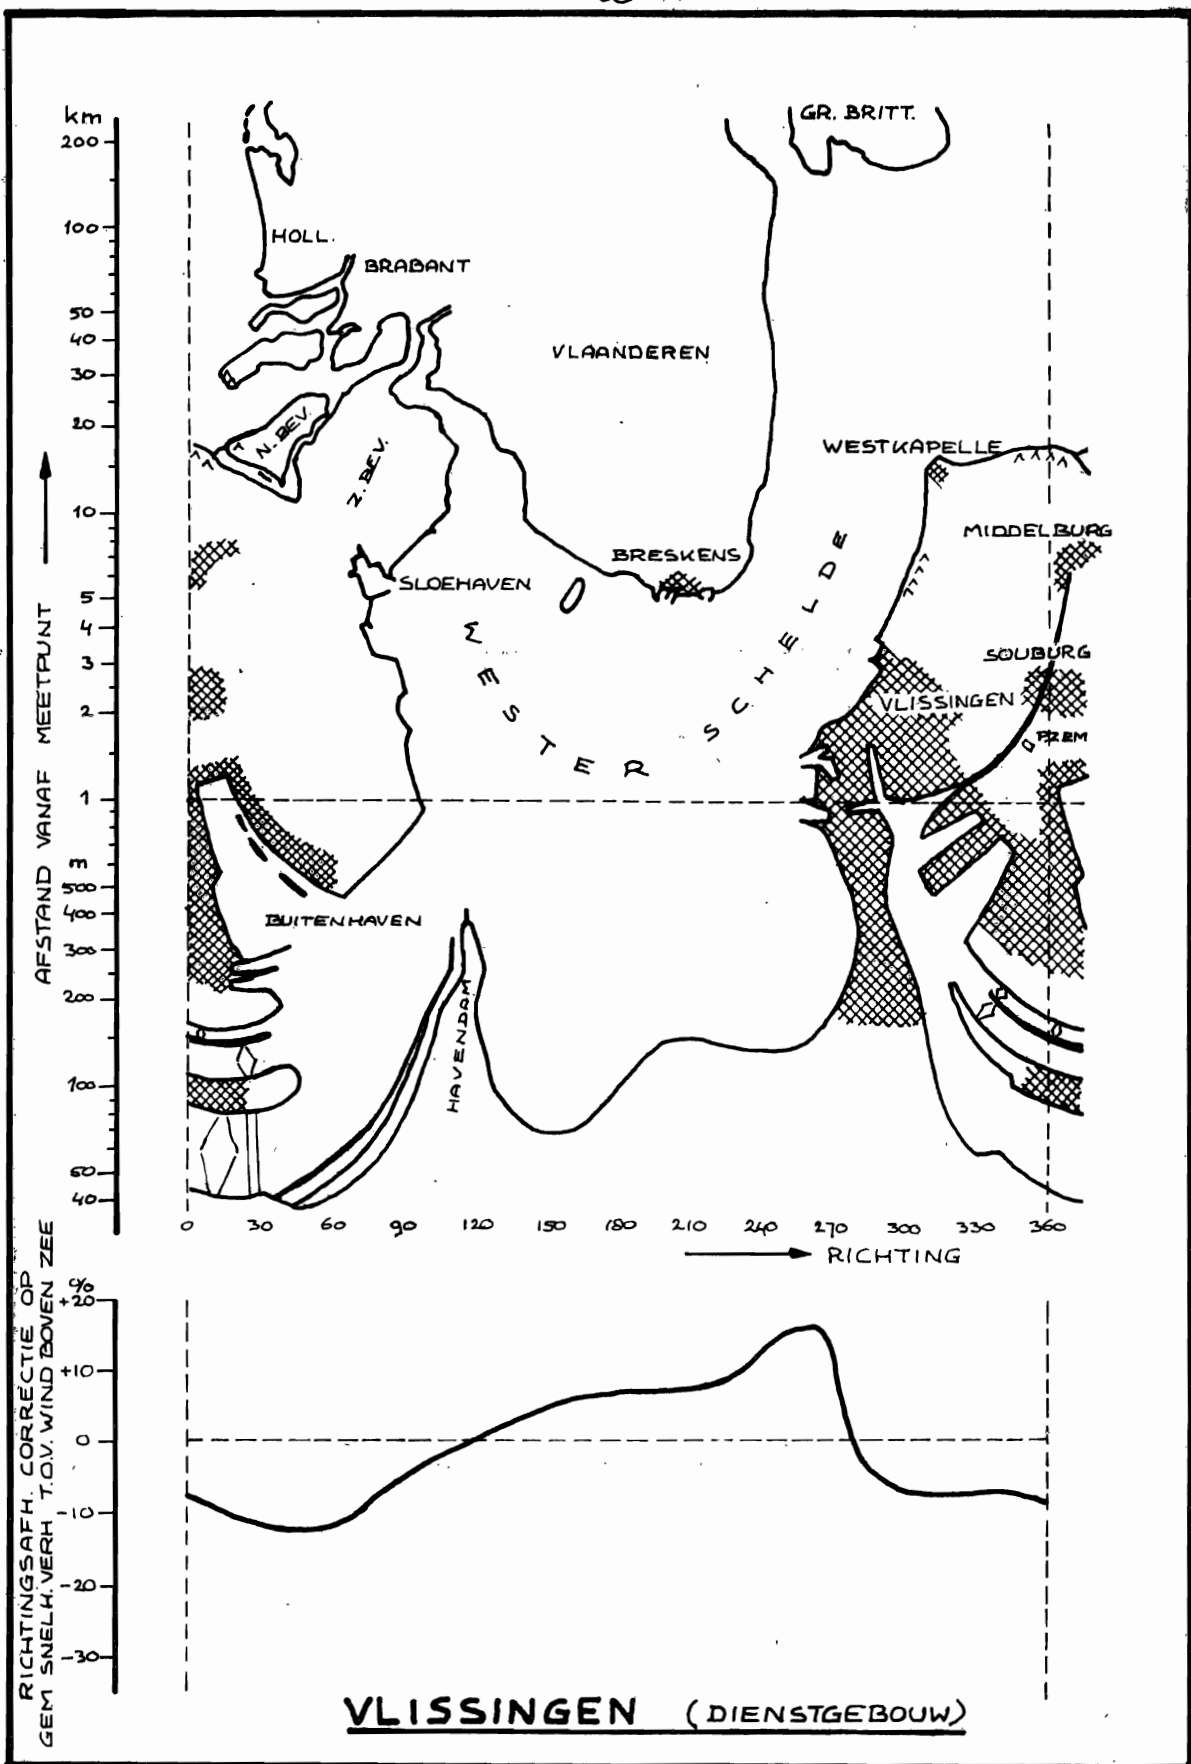 km
200
100
50
40
30
20
10
5
4
3
2
1
m
500
400
300
200
100
50
40
AFSTAND VANAF MEETPUNT
GR. BRITT.
HOLL.
BRABANT
VLAANDEREN
N-BEV.
Z.BEV.
WESTKAPELLE
MIDDELBURG
BRESKENS
SLOEHAVEN
WESTER SCHELDE
SOUBURG
VLISSINGEN
PZEM
BUITENHAVEN
HAVENDAM
0 30 60 90 120 150 180 210 240 270 300 330 360
RICHTING
RICHTINGSAFH. CORRECTIE OP
GEM SNELH.VERH T.O.V. WIND BOVEN ZEE
%
+20
+10
0
-10
-20
-30
VLISSINGEN (DIENSTGEBOUW)